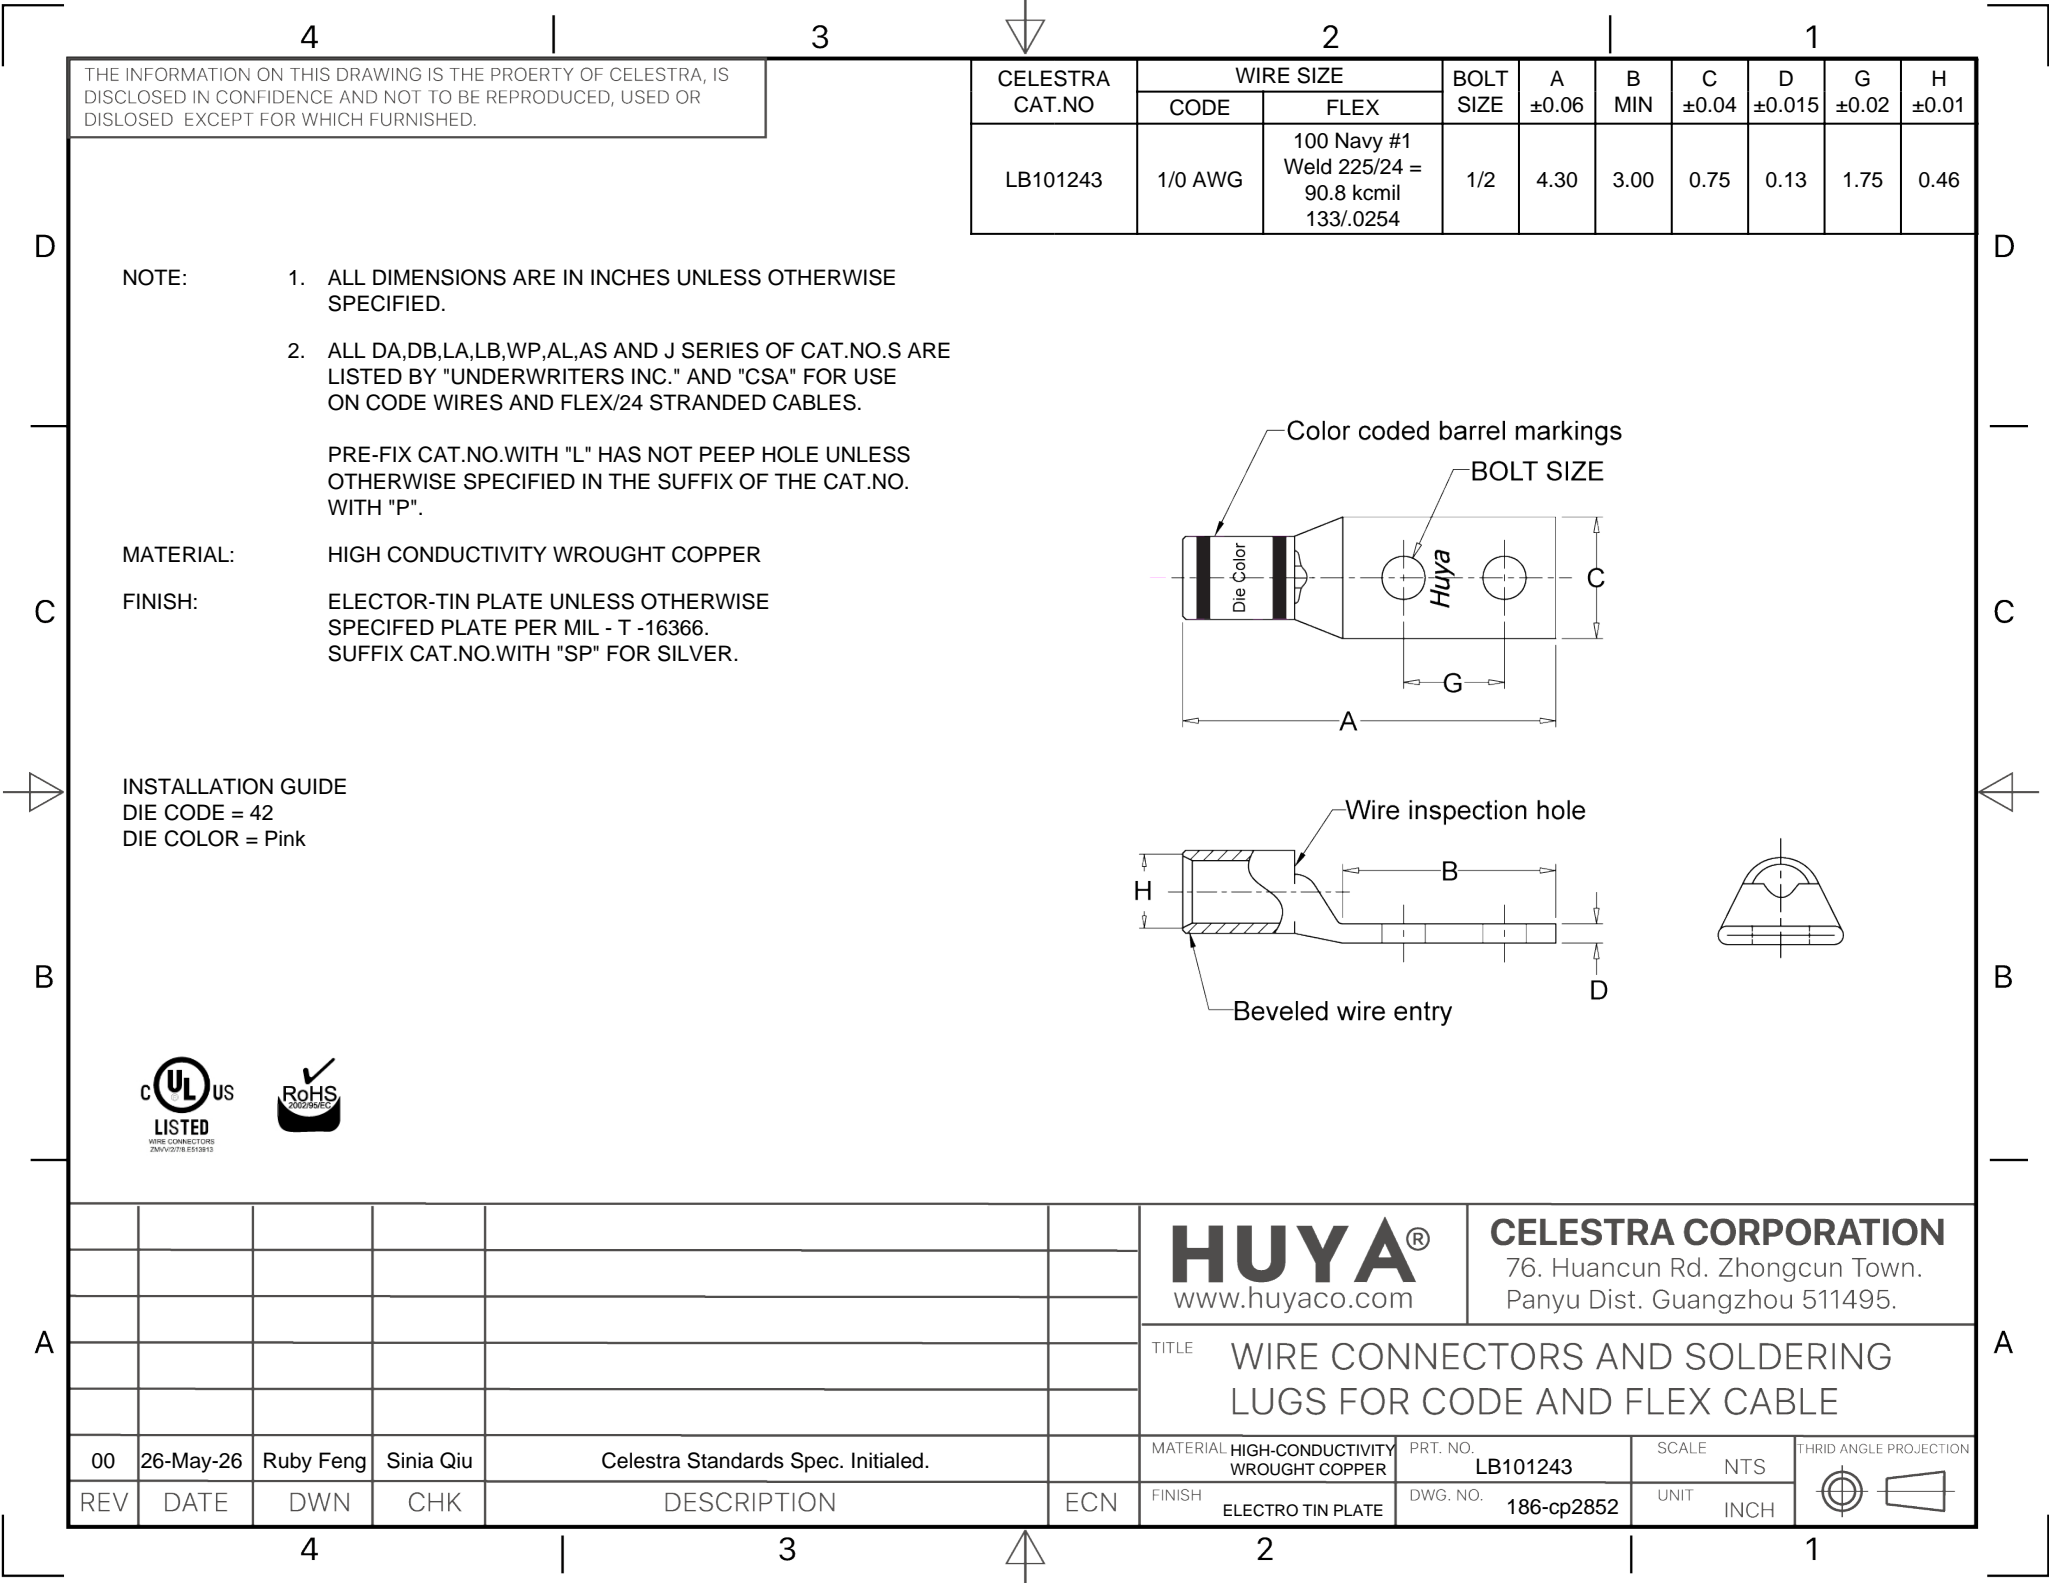 4 3 2 1
THE INFORMATION ON THIS DRAWING IS THE PROERTY OF CELESTRA, IS
DISCLOSED IN CONFIDENCE AND NOT TO BE REPRODUCED, USED OR
DISLOSED EXCEPT FOR WHICH FURNISHED.
CELESTRA CAT.NO WIRE SIZE BOLT SIZE A ±0.06 B MIN C ±0.04 D ±0.015 G ±0.02 H ±0.01
CODE FLEX
LB101243 1/0 AWG 100 Navy #1 Weld 225/24 = 90.8 kcmil 133/.0254 1/2 4.30 3.00 0.75 0.13 1.75 0.46
D D
NOTE: 1. ALL DIMENSIONS ARE IN INCHES UNLESS OTHERWISE
SPECIFIED.
2. ALL DA,DB,LA,LB,WP,AL,AS AND J SERIES OF CAT.NO.S ARE
LISTED BY "UNDERWRITERS INC." AND "CSA" FOR USE
ON CODE WIRES AND FLEX/24 STRANDED CABLES.
PRE-FIX CAT.NO.WITH "L" HAS NOT PEEP HOLE UNLESS
OTHERWISE SPECIFIED IN THE SUFFIX OF THE CAT.NO.
WITH "P".
MATERIAL: HIGH CONDUCTIVITY WROUGHT COPPER
FINISH: ELECTOR-TIN PLATE UNLESS OTHERWISE
SPECIFED PLATE PER MIL - T -16366.
SUFFIX CAT.NO.WITH "SP" FOR SILVER.
C C
Color coded barrel markings
BOLT SIZE
Die Color
Huya
C
G
A
INSTALLATION GUIDE
DIE CODE = 42
DIE COLOR = Pink
Wire inspection hole
B
H
D
Beveled wire entry
B B
C UL US
LISTED
WIRE CONNECTORS
ZMVV/2/7/8.E513913
RoHS
2002/95/EC
A A
HUYA®
www.huyaco.com
CELESTRA CORPORATION
76. Huancun Rd. Zhongcun Town.
Panyu Dist. Guangzhou 511495.
TITLE WIRE CONNECTORS AND SOLDERING
LUGS FOR CODE AND FLEX CABLE
00 26-May-26 Ruby Feng Sinia Qiu Celestra Standards Spec. Initialed.
REV DATE DWN CHK DESCRIPTION ECN
MATERIAL HIGH-CONDUCTIVITY
WROUGHT COPPER
PRT. NO. LB101243
SCALE NTS
THRID ANGLE PROJECTION
FINISH ELECTRO TIN PLATE
DWG. NO. 186-cp2852
UNIT INCH
4 3 2 1